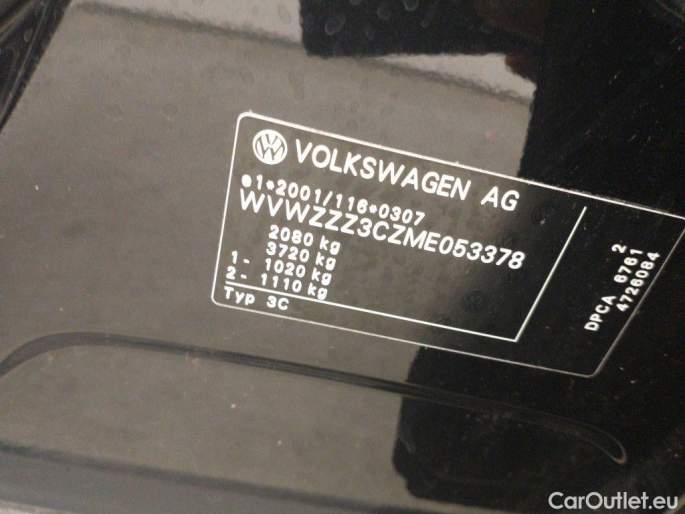 VOLKSWAGEN AG
e1*2001/116*0307
WVWZZZ3CZME053378
2080 kg
3720 kg
1 - 1020 kg
2 - 1110 kg
Typ 3C
2
DPCA 6761
4726084
CarOutlet.eu